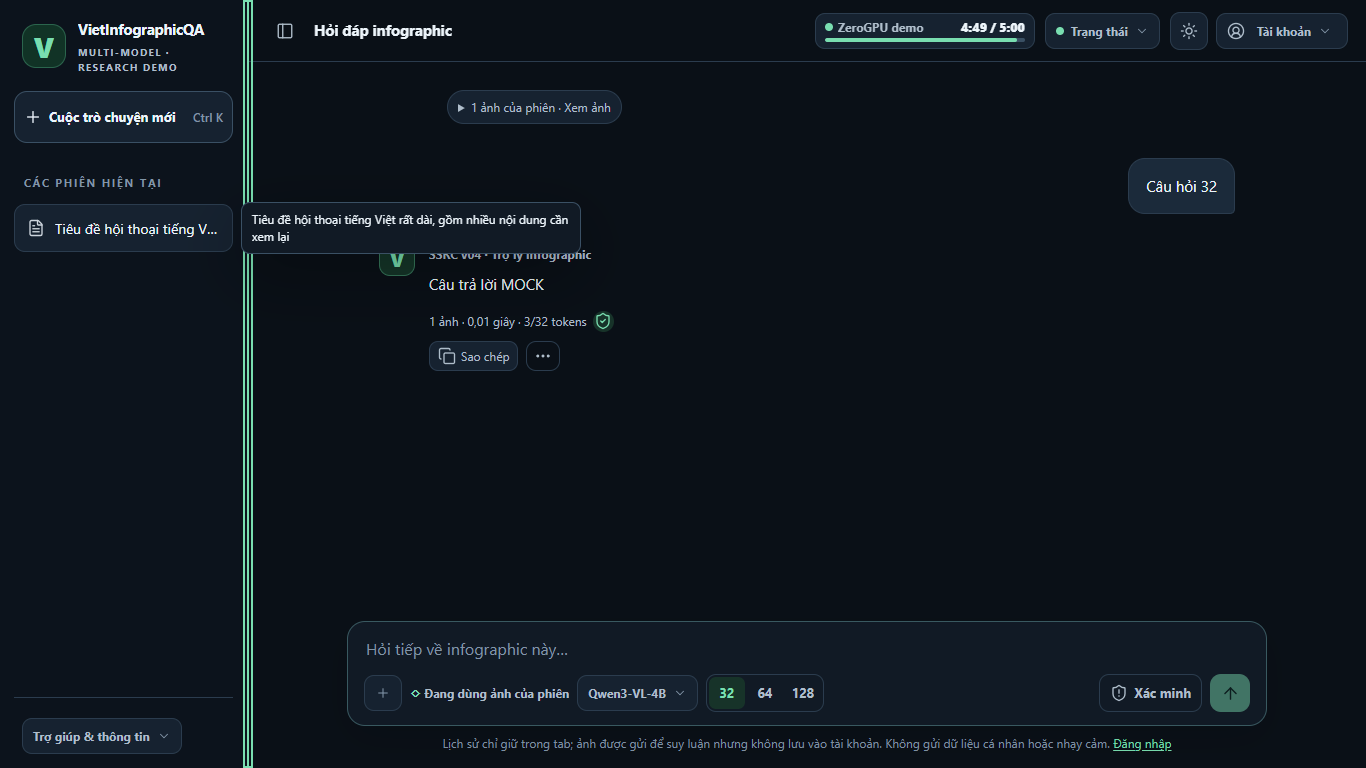 VietInfographicQA
MULTI-MODEL ·
RESEARCH DEMO
Cuộc trò chuyện mới Ctrl K
CÁC PHIÊN HIỆN TẠI
Tiêu đề hội thoại tiếng V...
Trợ giúp & thông tin
Hỏi đáp infographic
ZeroGPU demo 4:49 / 5:00
Trạng thái
Tài khoản
1 ảnh của phiên · Xem ảnh
Câu hỏi 32
Tiêu đề hội thoại tiếng Việt rất dài, gồm nhiều nội dung cần
xem lại
V04 · Trợ lý infographic
Câu trả lời MOCK
1 ảnh · 0,01 giây · 3/32 tokens
Sao chép
Hỏi tiếp về infographic này...
Đang dùng ảnh của phiên
Qwen3-VL-4B
32 64 128
Xác minh
Lịch sử chỉ giữ trong tab; ảnh được gửi để suy luận nhưng không lưu vào tài khoản. Không gửi dữ liệu cá nhân hoặc nhạy cảm. Đăng nhập